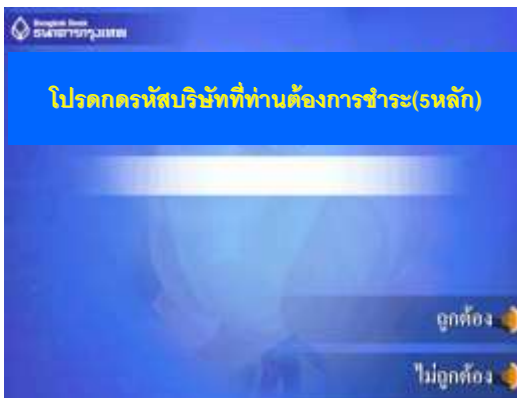 Bangkok Bank
ธนาคารกรุงเทพ
โปรดกดรหัสบริษัทที่ท่านต้องการชำระ(5หลัก)
ถูกต้อง
ไม่ถูกต้อง